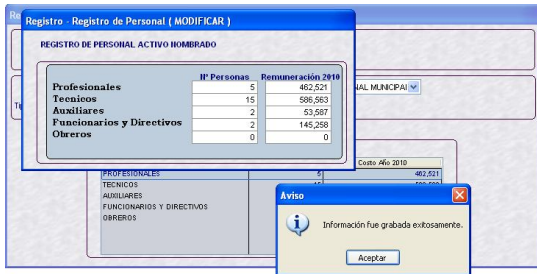 Re
Registro - Registro de Personal ( MODIFICAR )
REGISTRO DE PERSONAL ACTIVO NOMBRADO
Nº Personas Remuneración 2010
Profesionales 5 462,521
Tecnicos 15 586,563
Auxiliares 2 53,587
Funcionarios y Directivos 2 145,258
Obreros 0 0
NAL MUNICPAI
Costo Año 2010
PROFESIONALES 5 462,521
TECNICOS
AUXILIARES
FUNCIONARIOS Y DIRECTIVOS
OBREROS
Aviso
Información fue grabada exitosamente.
Aceptar